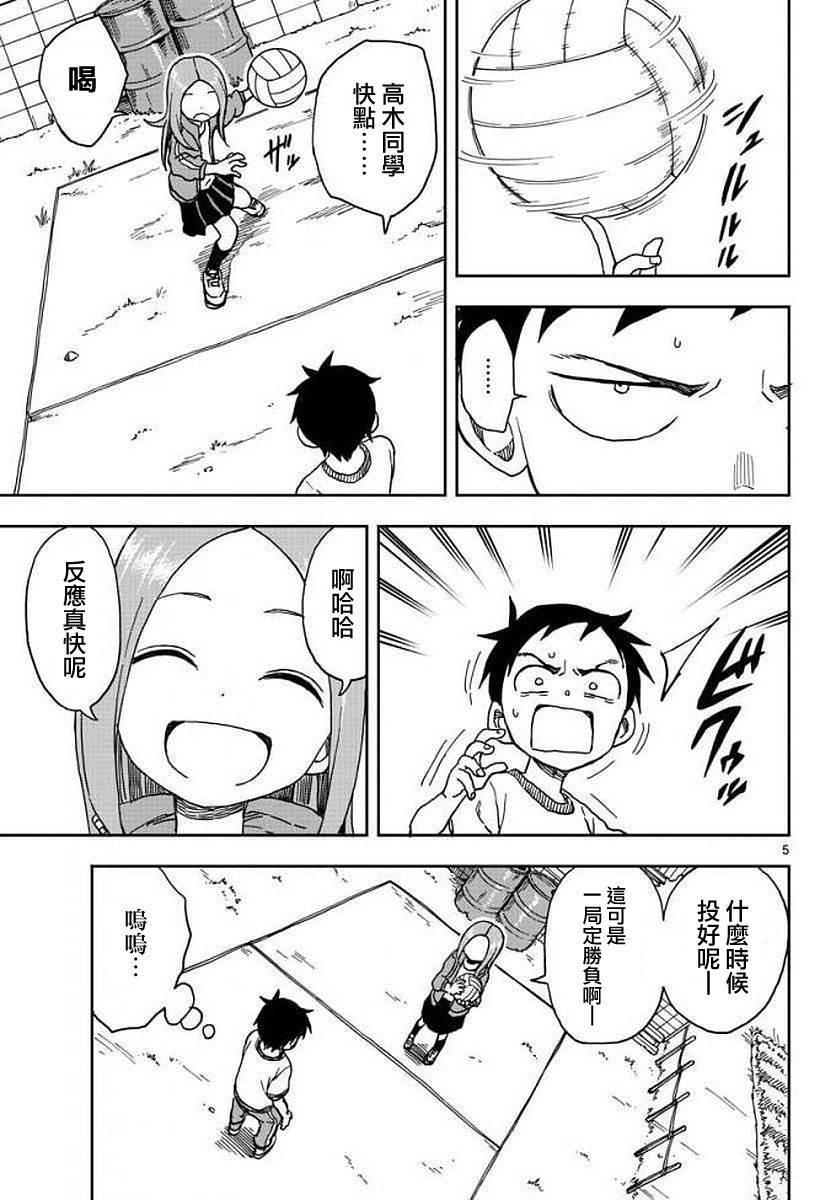 シュルルルル
……
高木同學
快點……
ザッ
喝
ビクッ
啊哈哈
反應真快呢
5
什麼時候
投好呢ー
這可是
一局定勝負啊ー
嗚嗚…